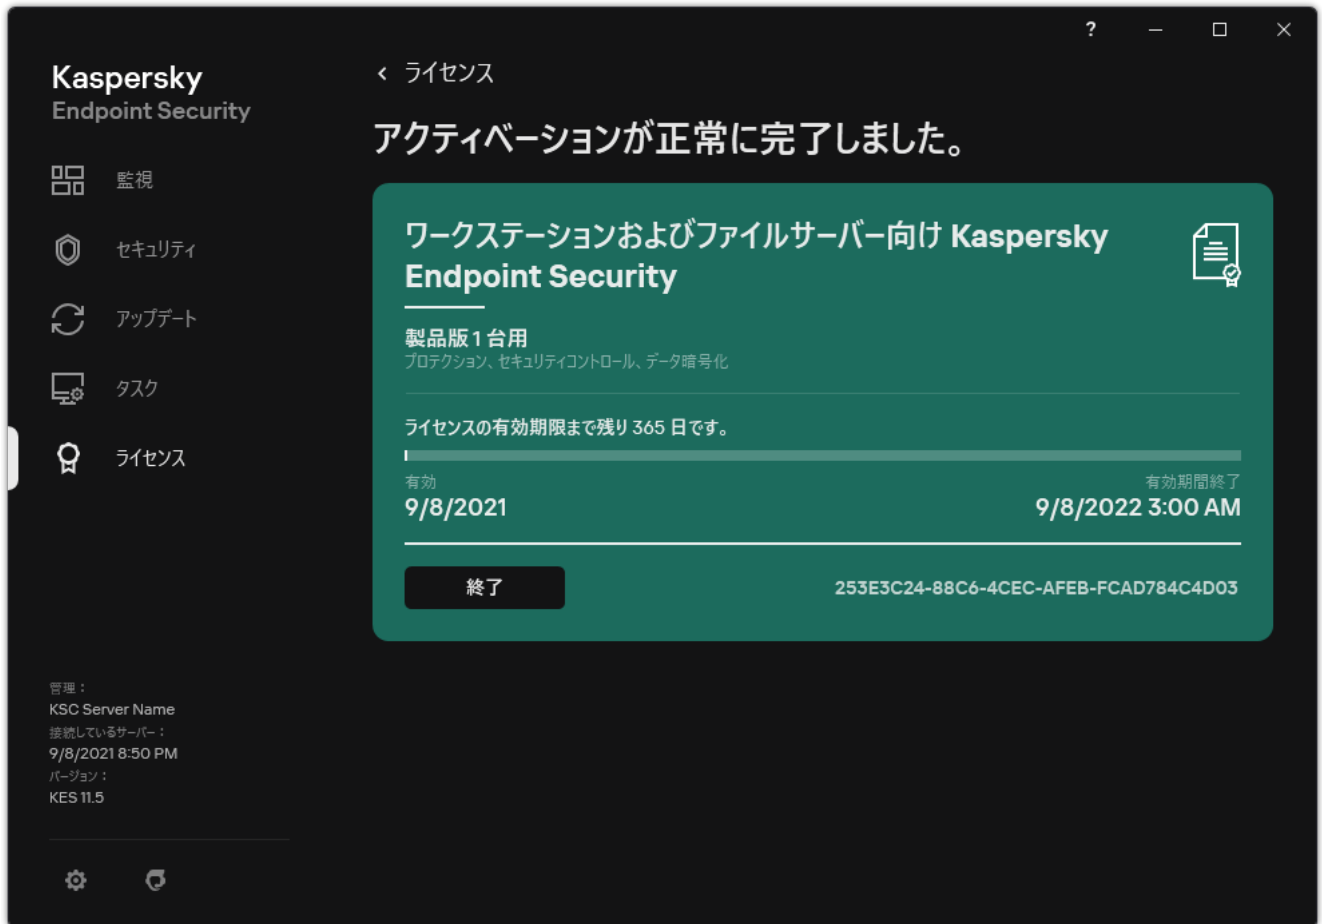 ?
Kaspersky
Endpoint Security
監視
セキュリティ
アップデート
タスク
ライセンス
管理：
KSC Server Name
接続しているサーバー：
9/8/2021 8:50 PM
バージョン：
KES 11.5
ライセンス
アクティベーションが正常に完了しました。
ワークステーションおよびファイルサーバー向け Kaspersky
Endpoint Security
製品版 1 台用
プロテクション、セキュリティコントロール、データ暗号化
ライセンスの有効期限まで残り 365 日です。
有効
9/8/2021
有効期間終了
9/8/2022 3:00 AM
終了
253E3C24-88C6-4CEC-AFEB-FCAD784C4D03